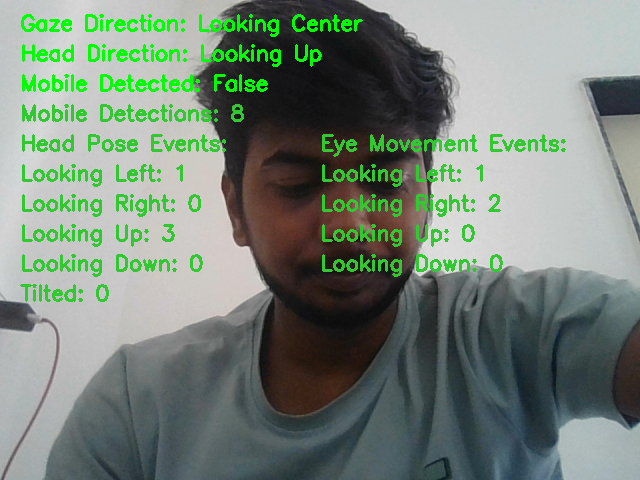 Gaze Direction: Looking Center
Head Direction: Looking Up
Mobile Detected: False
Mobile Detections: 8
Head Pose Events:
Looking Left: 1
Looking Right: 0
Looking Up: 3
Looking Down: 0
Tilted: 0
Eye Movement Events:
Looking Left: 1
Looking Right: 2
Looking Up: 0
Looking Down: 0